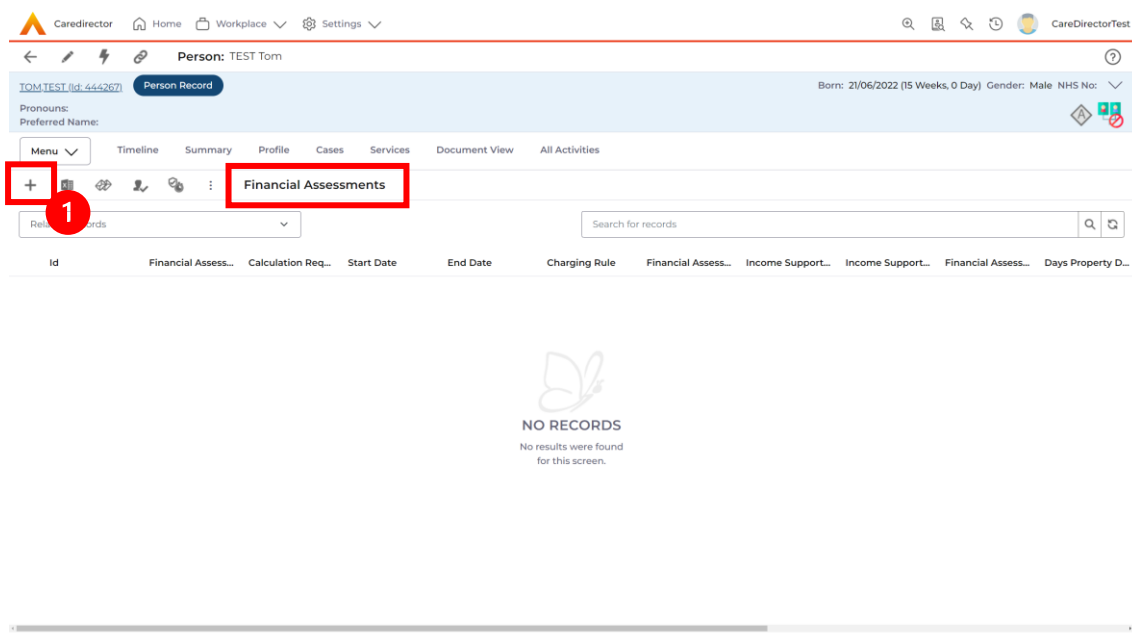 Caredirector Home Workplace Settings CareDirectorTest
Person: TEST Tom
TOM,TEST (Id: 444267) Person Record Born: 21/06/2022 (15 Weeks, 0 Day) Gender: Male NHS No:
Pronouns:
Preferred Name:
Menu Timeline Summary Profile Cases Services Document View All Activities
Financial Assessments
1
Search for records
Id Financial Assess... Calculation Req... Start Date End Date Charging Rule Financial Assess... Income Support... Income Support... Financial Assess... Days Property D...
NO RECORDS
No results were found
for this screen.